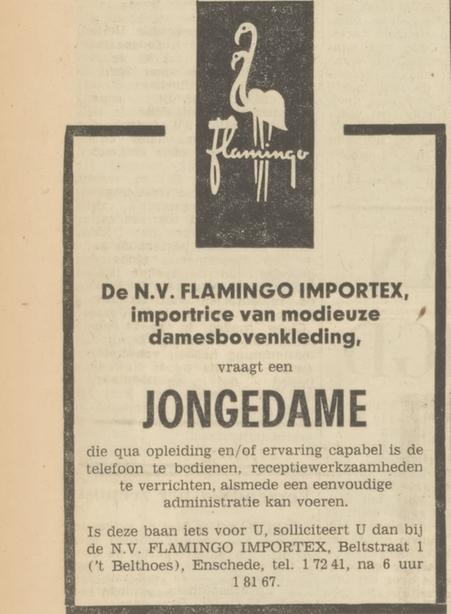 flamingo
De N.V. FLAMINGO IMPORTEX,
importrice van modieuze
damesbovenkleding,
vraagt een
JONGEDAME
die qua opleiding en/of ervaring capabel is de
telefoon te bedienen, receptiewerkzaamheden
te verrichten, alsmede een eenvoudige
administratie kan voeren.
Is deze baan iets voor U, solliciteert U dan bij
de N.V. FLAMINGO IMPORTEX, Beltstraat 1
('t Belthoes), Enschede, tel. 1 72 41, na 6 uur
1 81 67.